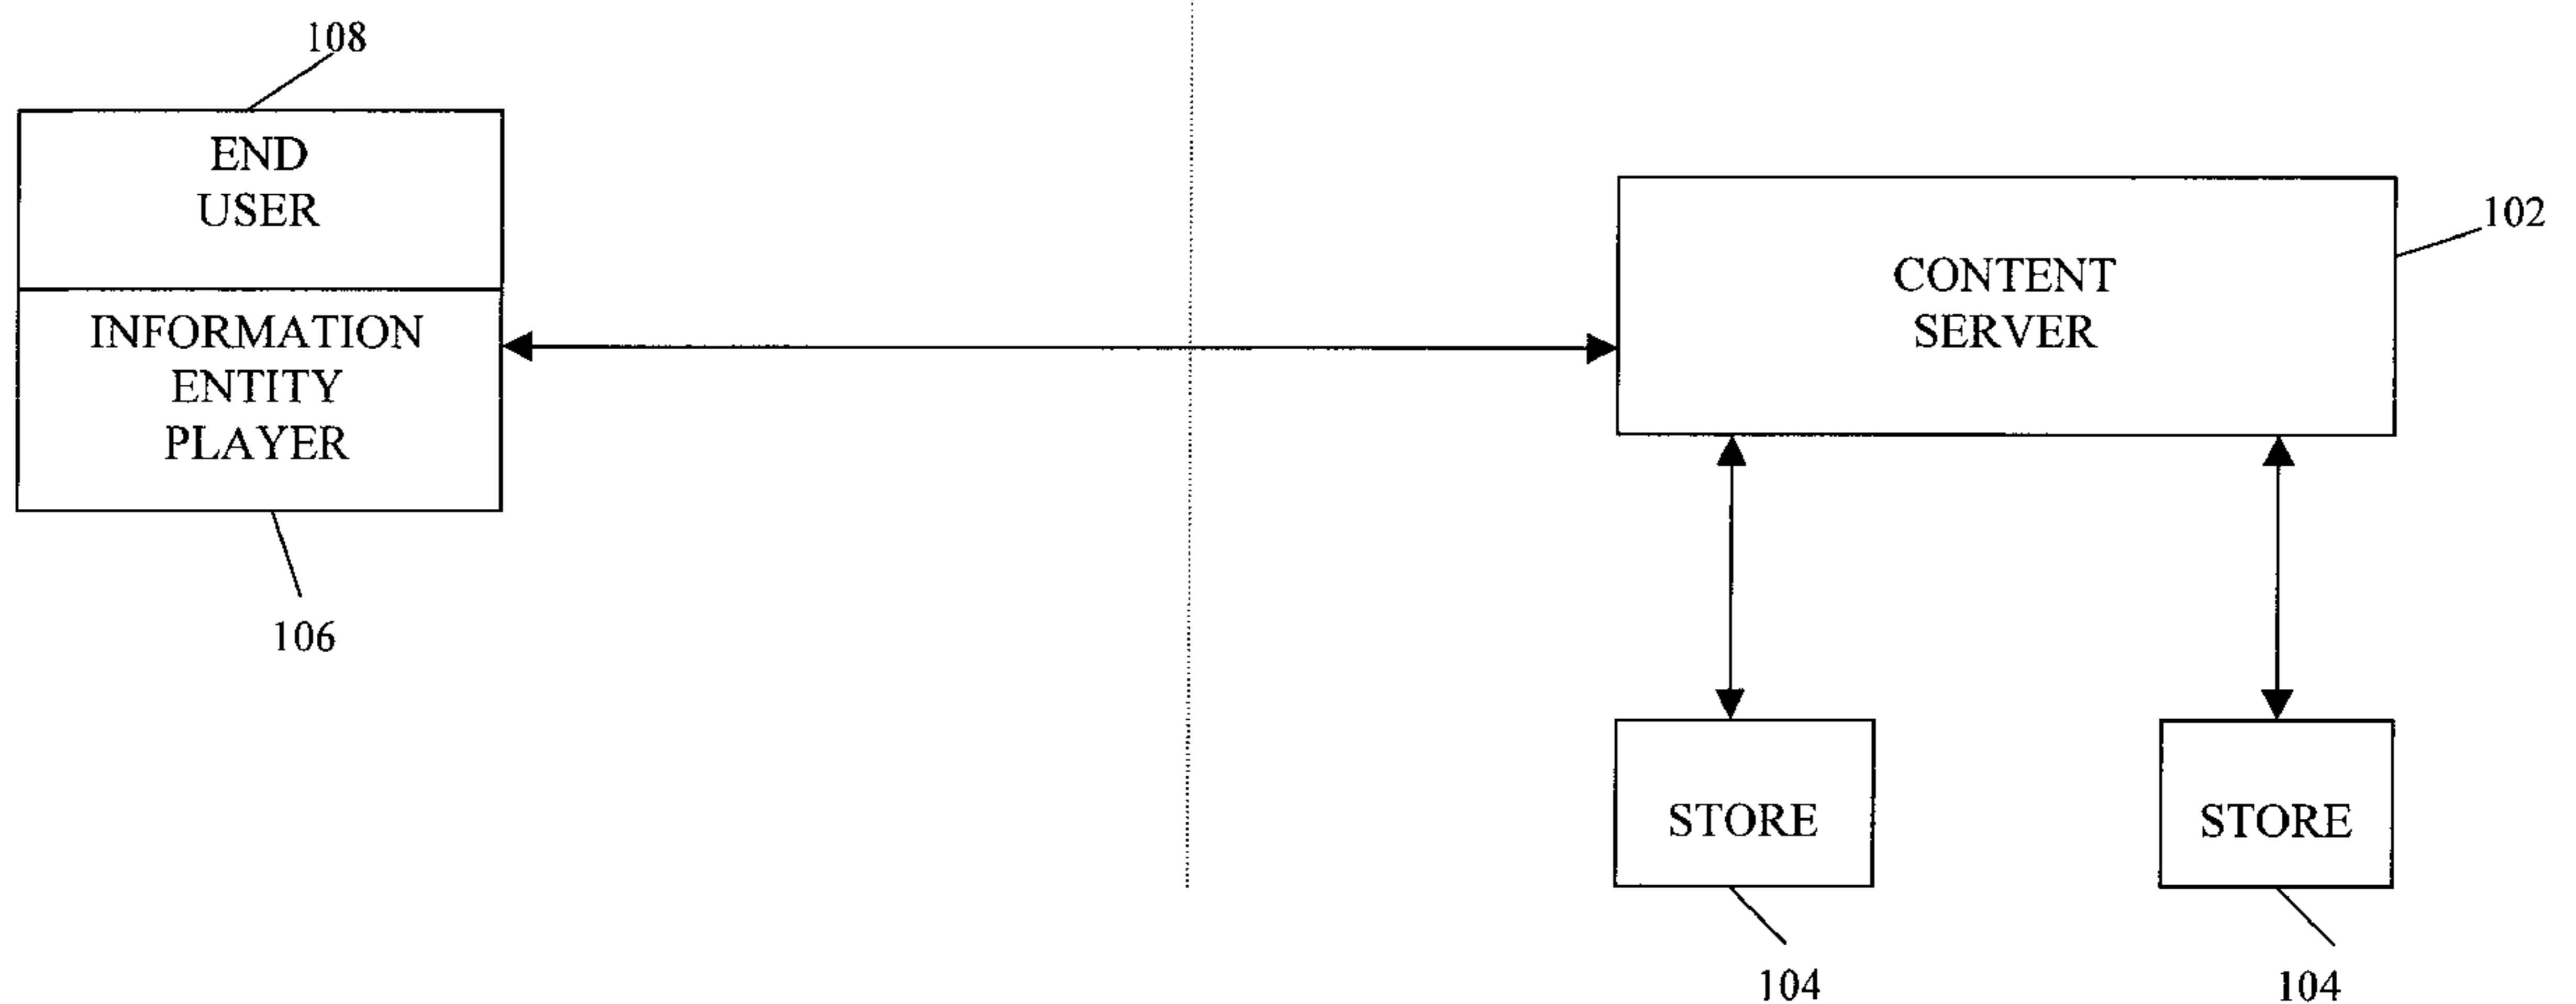 108
END
USER
INFORMATION
ENTITY
PLAYER
106
CONTENT
SERVER
102
STORE
STORE
104
104